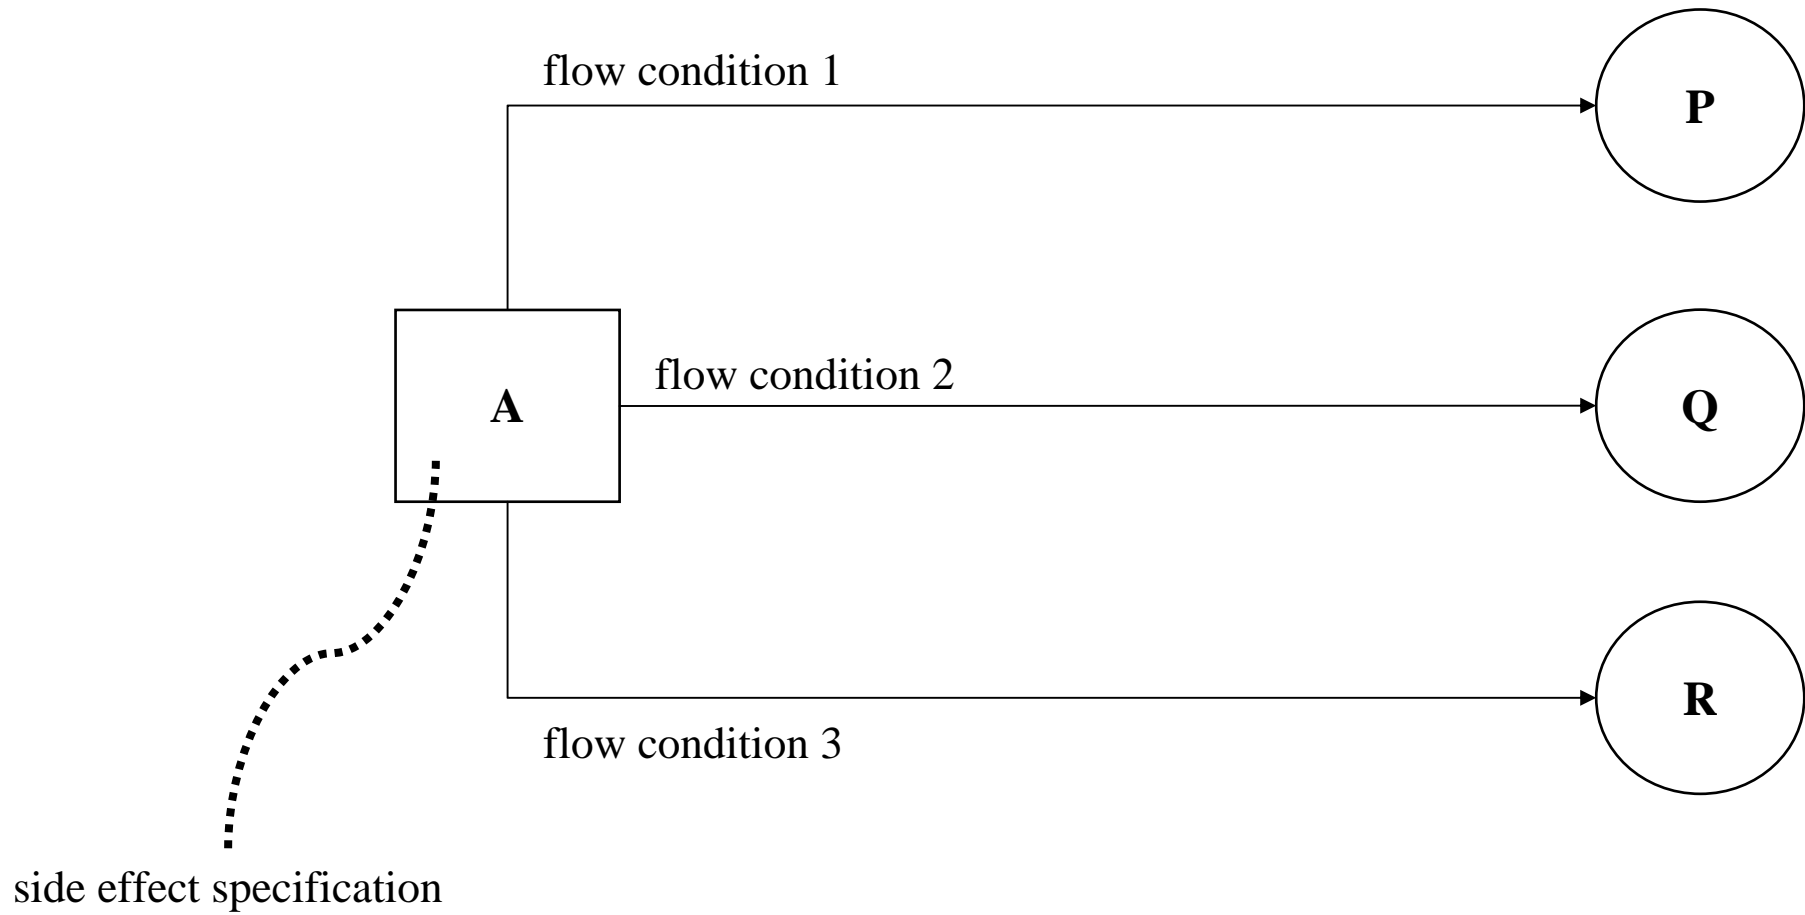 flow condition 1
P
flow condition 2
A
Q
R
flow condition 3
side effect specification